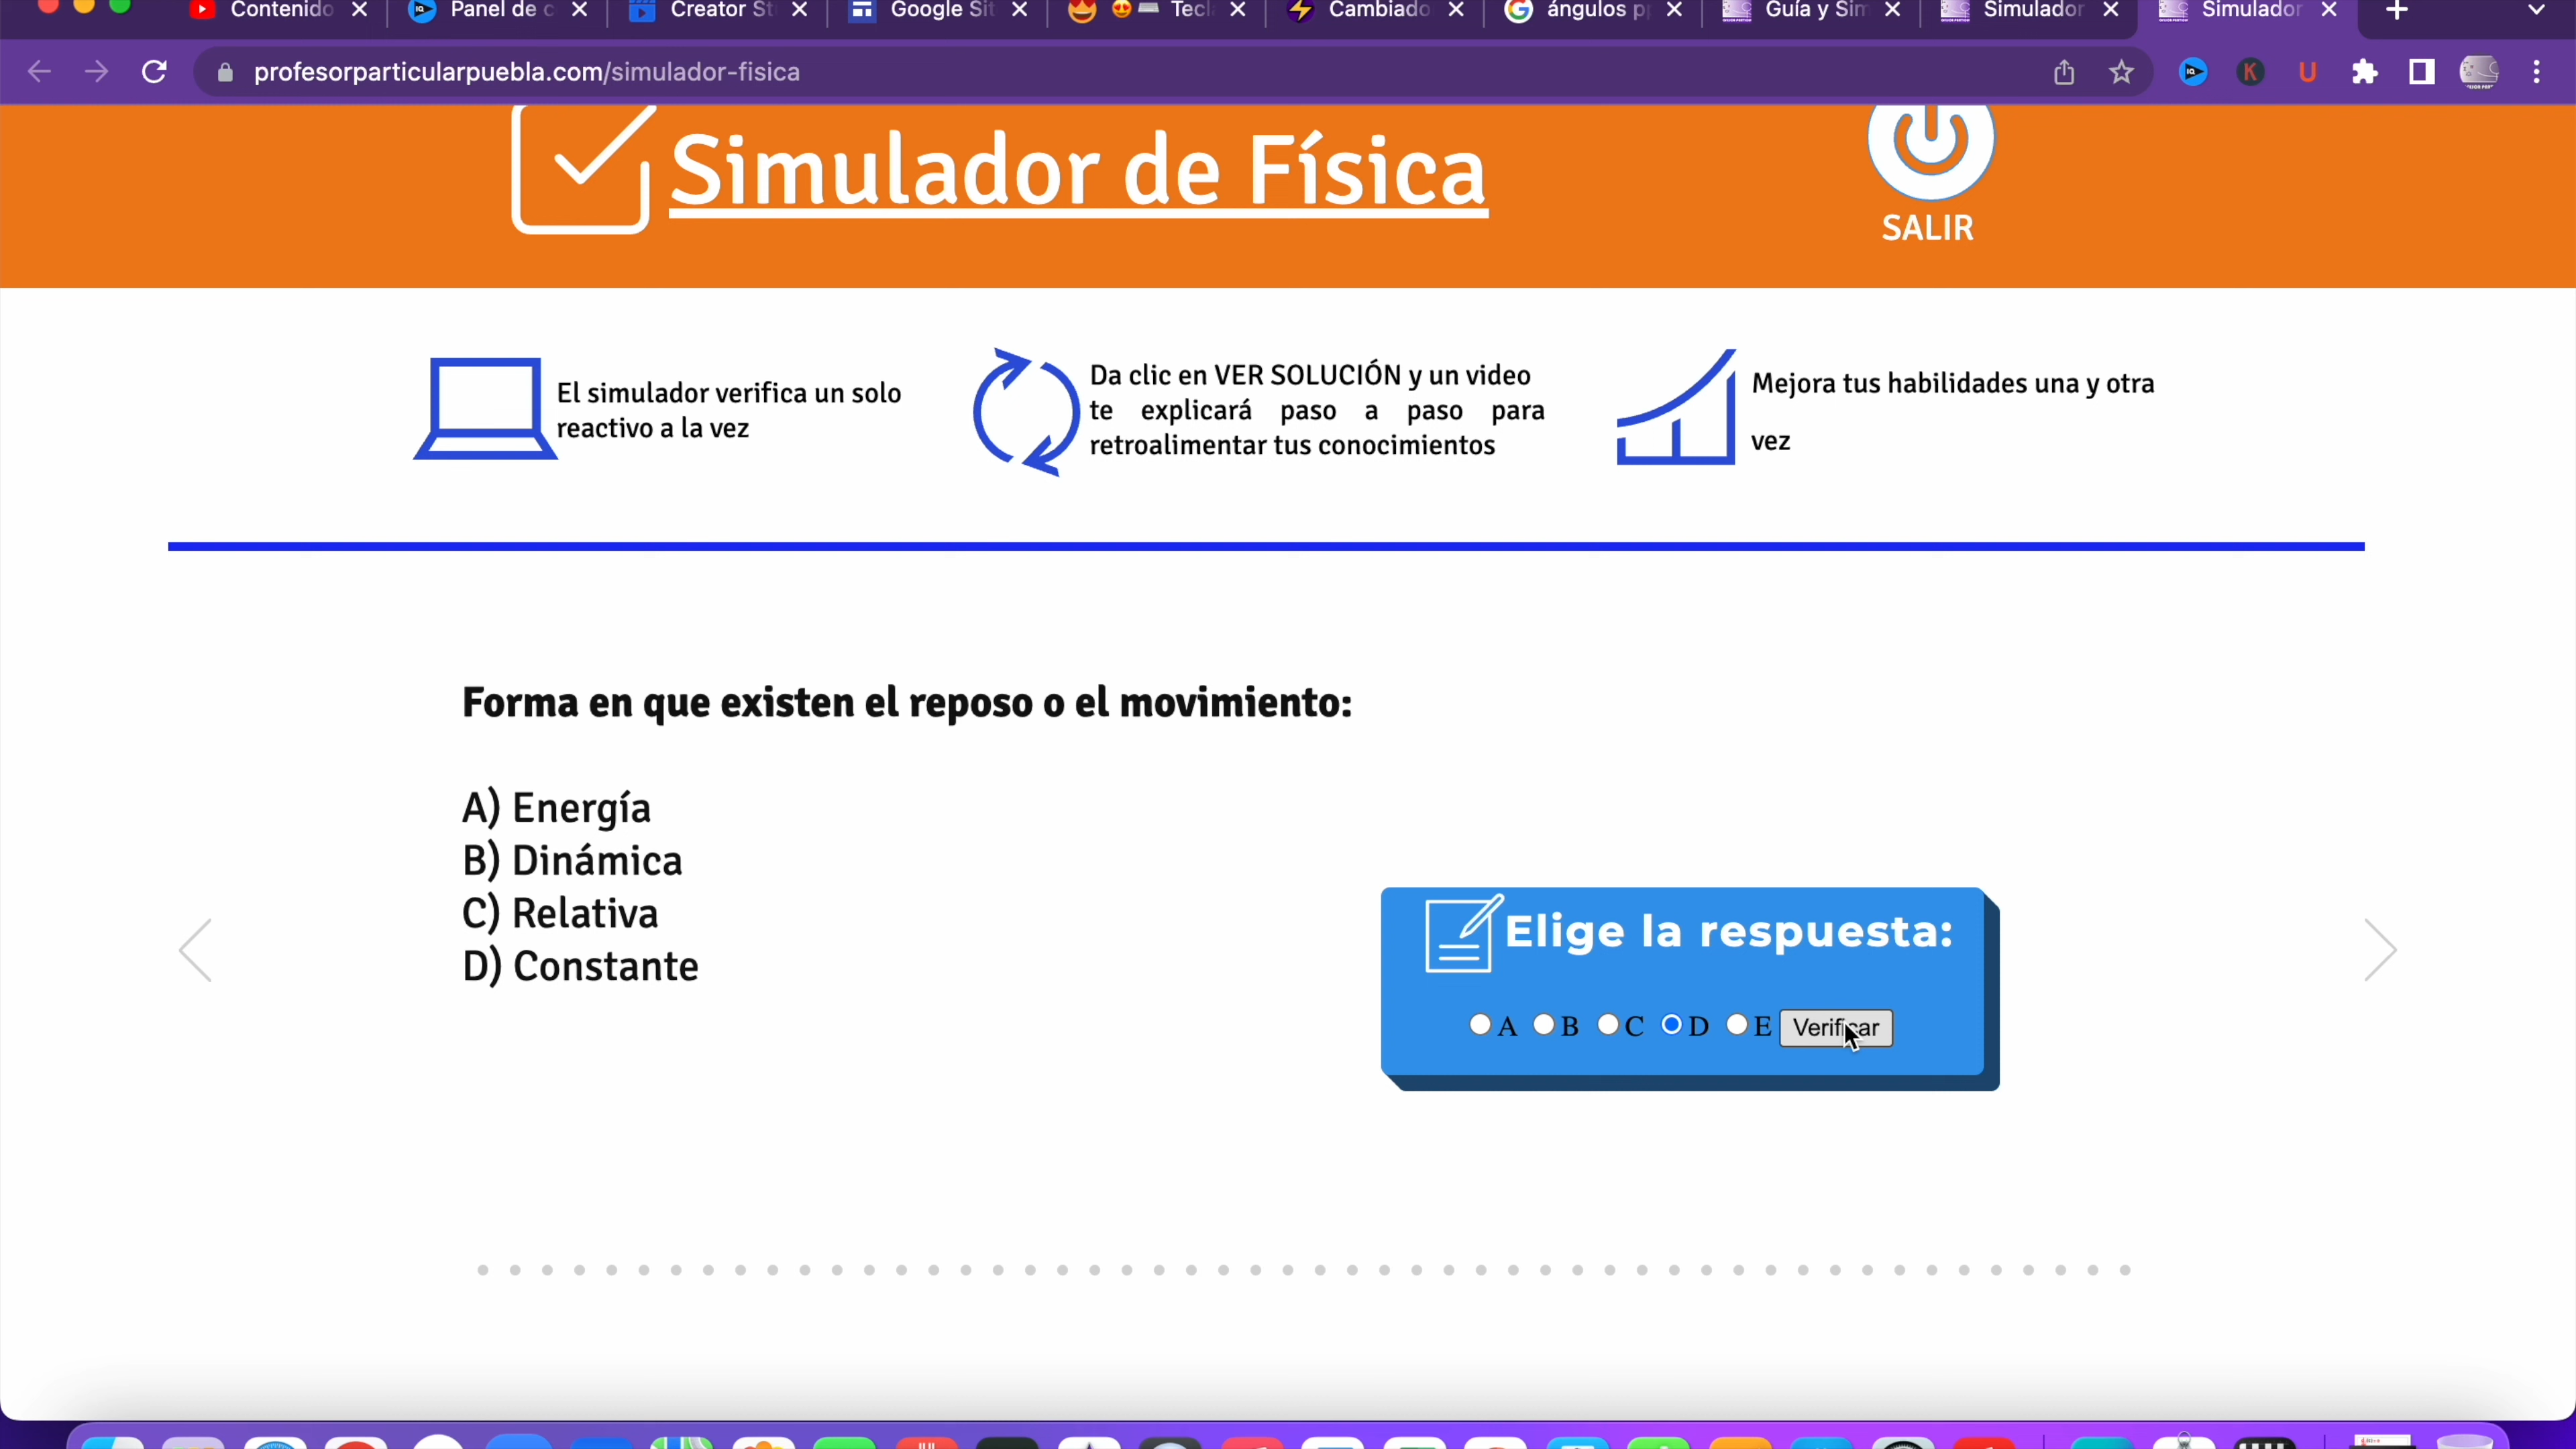 Contenido
Panel de c
Creator St
Google Sit
Tecl
Cambiado
ángulos p
Guía y Sim
Simulador
Simulador
profesorparticularpuebla.com/simulador-fisica
Simulador de Física
SALIR
El simulador verifica un solo
reactivo a la vez
Da clic en VER SOLUCIÓN y un video
te explicará paso a paso para
retroalimentar tus conocimientos
Mejora tus habilidades una y otra
vez
Forma en que existen el reposo o el movimiento:
A) Energía
B) Dinámica
C) Relativa
D) Constante
Elige la respuesta:
A B C D E Verificar